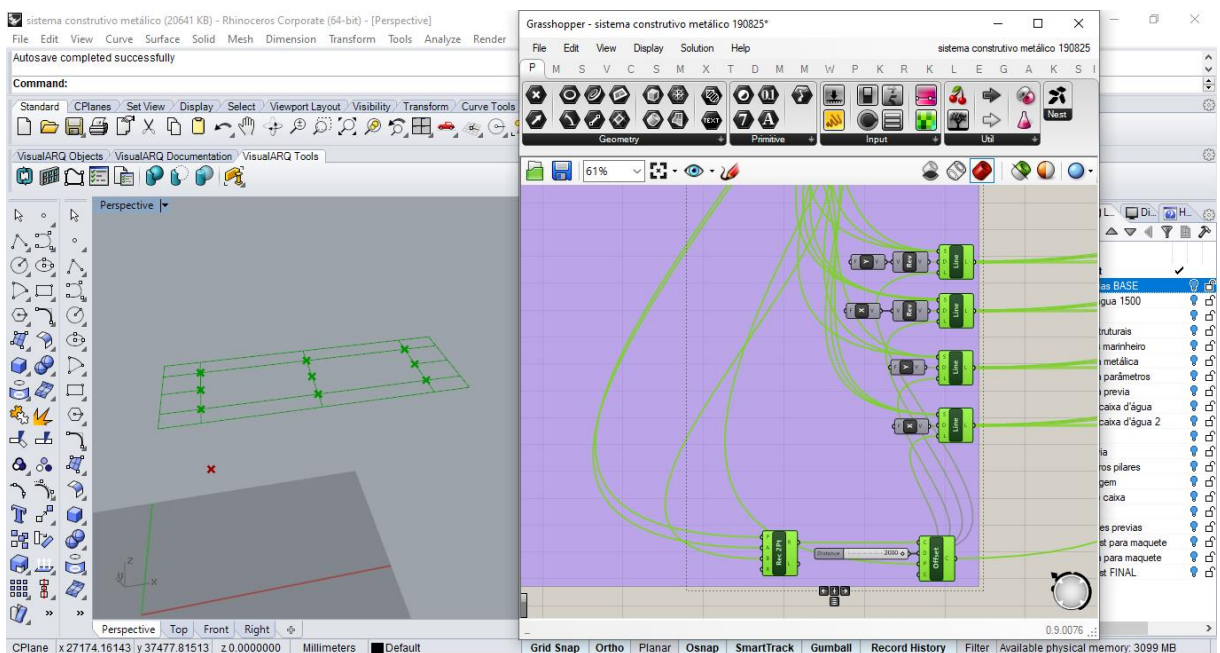 sistema construtivo metálico (20641 KB) - Rhinoceros Corporate (64-bit) - [Perspective]
File Edit View Curve Surface Solid Mesh Dimension Transform Tools Analyze Render
Autosave completed successfully
Command:
Standard CPlanes Set View Display Select Viewport Layout Visibility Transform Curve Tools
VisualARQ Objects VisualARQ Documentation VisualARQ Tools
Perspective
z
y
x
Perspective Top Front Right
CPlane x 27174.16143 y 37477.81513 z 0.0000000 Millimeters Default
Grasshopper - sistema construtivo metálico 190825*
File Edit View Display Solution Help sistema construtivo metálico 190825
P M S V C S M X T D M M W P K R K L E G A K S
TEXT
0.1
7 A
Nest
Geometry Primitive Input Util
61%
F Y V V Rev V S D L Line L
F X V V Rev V S D L Line L
F Y V S D L Line L
F X V S D L Line L
P A B R Rec 2Pt R L
Distance 2000
C D P C Offset C
0.9.0076
L... Di... H...
as BASE
gua 1500
truturais
marinheiro
metálica
parâmetros
previa
caixa d'água
caixa d'água 2
ia
ros pilares
gem
caixa
es previas
st para maquete
para maquete
st FINAL
Grid Snap Ortho Planar Osnap SmartTrack Gumball Record History Filter Available physical memory: 3099 MB